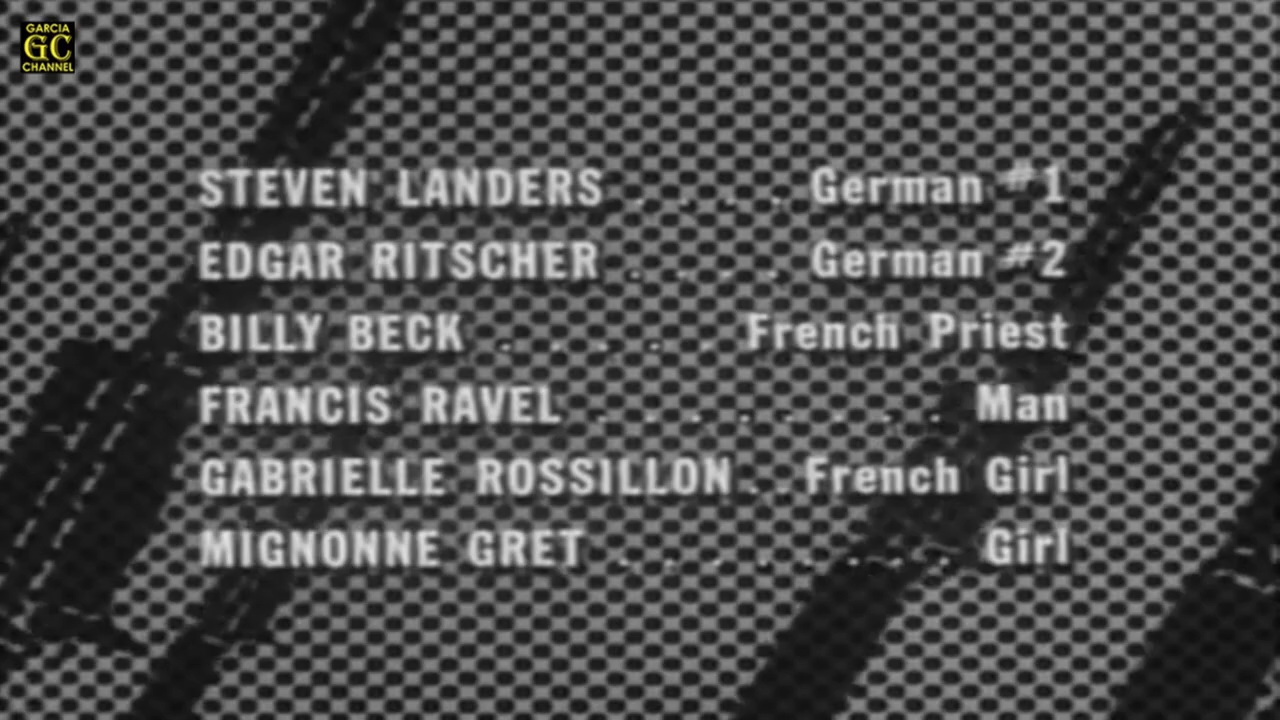 GARCIA
GC
CHANNEL
STEVEN LANDERS . . . . German #1
EDGAR RITSCHER . . . . German #2
BILLY BECK . . . . . French Priest
FRANCIS RAVEL . . . . . . . . Man
GABRIELLE ROSSILLON . . French Girl
MIGNONNE GRET . . . . . . . . Girl